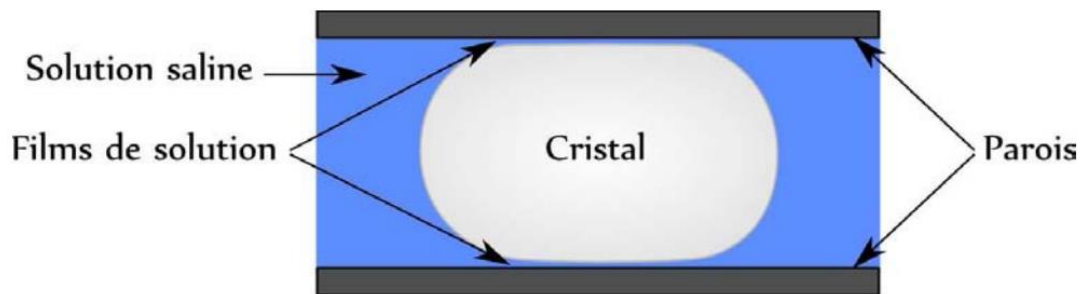 Solution saline
Films de solution
Cristal
Parois